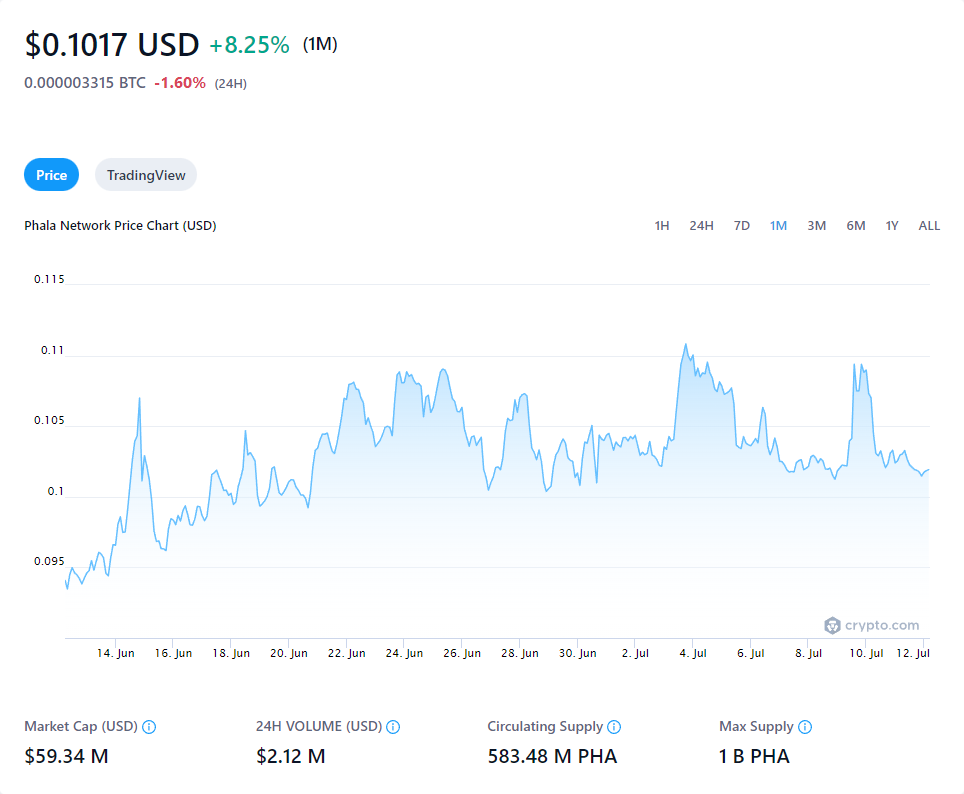 $0.1017 USD +8.25% (1M)
0.000003315 BTC -1.60% (24H)
Price TradingView
Phala Network Price Chart (USD) 1H 24H 7D 1M 3M 6M 1Y ALL
0.115
0.11
0.105
0.1
0.095
crypto.com
14. Jun 16. Jun 18. Jun 20. Jun 22. Jun 24. Jun 26. Jun 28. Jun 30. Jun 2. Jul 4. Jul 6. Jul 8. Jul 10. Jul 12. Jul
Market Cap (USD) 24H VOLUME (USD) Circulating Supply Max Supply
$59.34 M $2.12 M 583.48 M PHA 1 B PHA